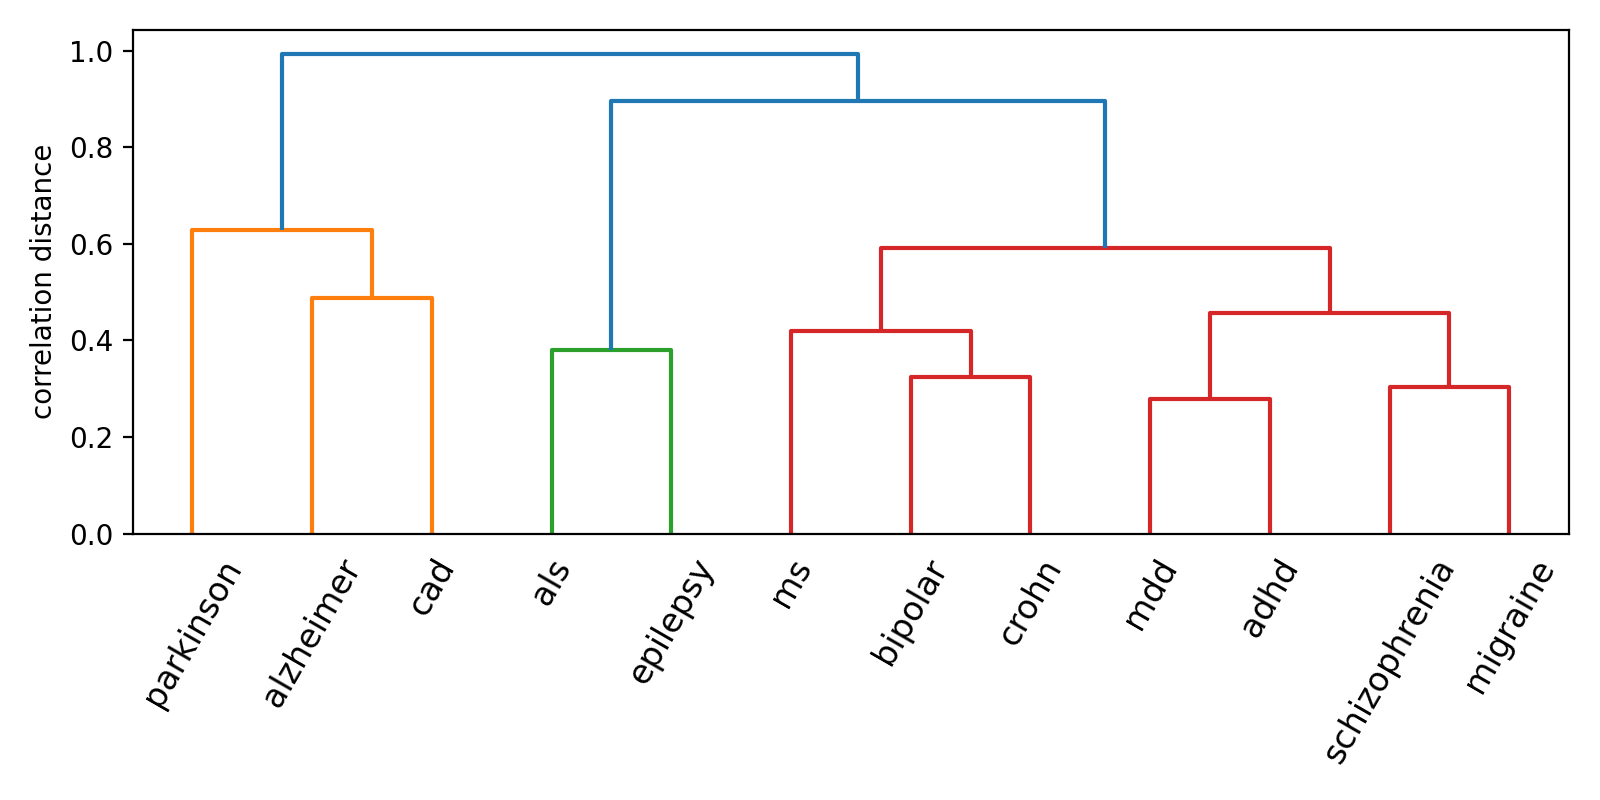 correlation distance
1.0
0.8
0.6
0.4
0.2
0.0
parkinson
alzheimer
cad
als
epilepsy
ms
bipolar
crohn
mdd
adhd
schizophrenia
migraine